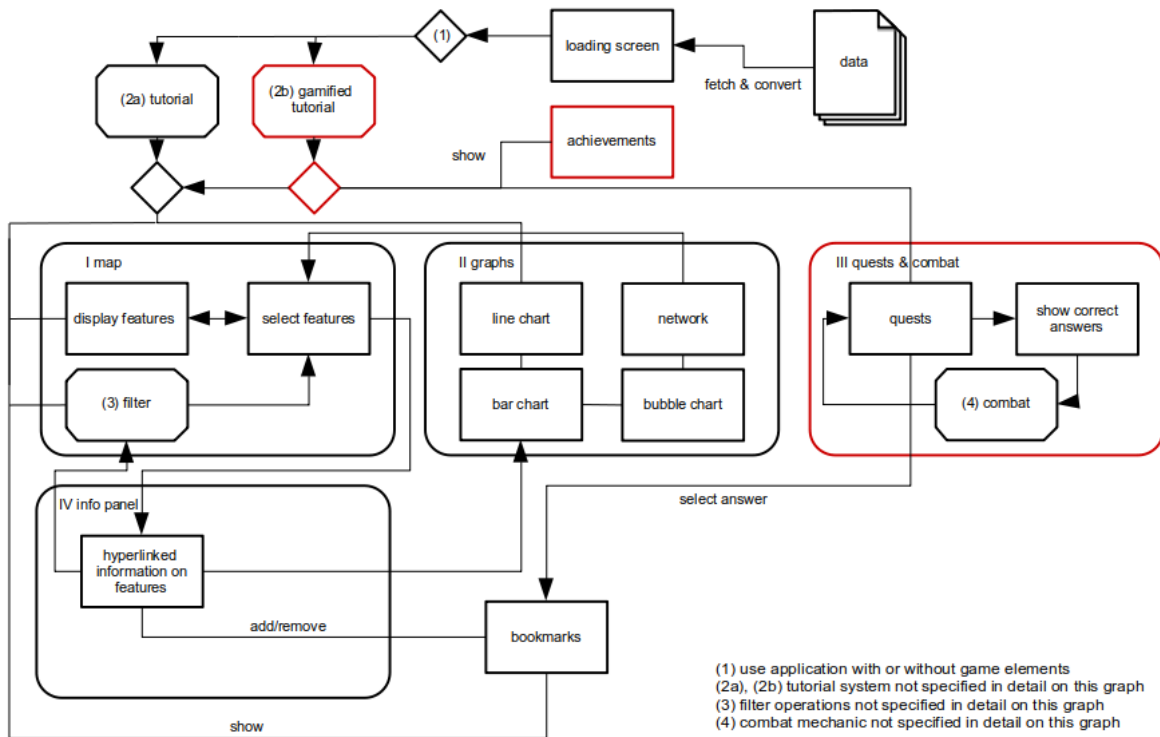 (1)
loading screen
data
fetch & convert
(2a) tutorial
(2b) gamified
tutorial
show
achievements
I map
II graphs
III quests & combat
display features
select features
line chart
network
quests
show correct
answers
(3) filter
bar chart
bubble chart
(4) combat
IV info panel
select answer
hyperlinked
information on
features
add/remove
bookmarks
show
(1) use application with or without game elements
(2a), (2b) tutorial system not specified in detail on this graph
(3) filter operations not specified in detail on this graph
(4) combat mechanic not specified in detail on this graph